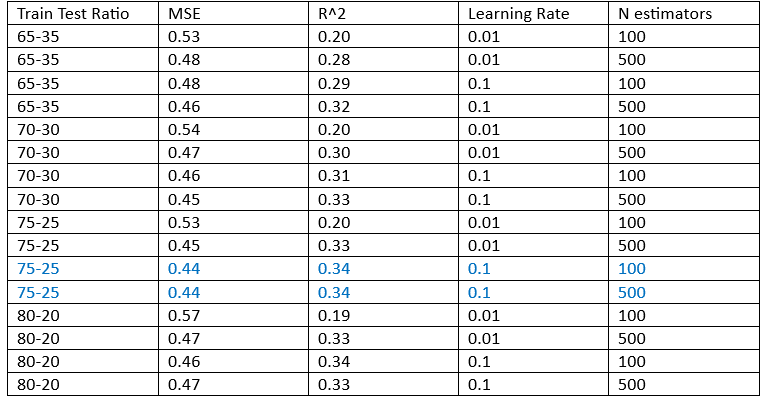 Train Test Ratio MSE R^2 Learning Rate N estimators
65-35 0.53 0.20 0.01 100
65-35 0.48 0.28 0.01 500
65-35 0.48 0.29 0.1 100
65-35 0.46 0.32 0.1 500
70-30 0.54 0.20 0.01 100
70-30 0.47 0.30 0.01 500
70-30 0.46 0.31 0.1 100
70-30 0.45 0.33 0.1 500
75-25 0.53 0.20 0.01 100
75-25 0.45 0.33 0.01 500
75-25 0.44 0.34 0.1 100
75-25 0.44 0.34 0.1 500
80-20 0.57 0.19 0.01 100
80-20 0.47 0.33 0.01 500
80-20 0.46 0.34 0.1 100
80-20 0.47 0.33 0.1 500